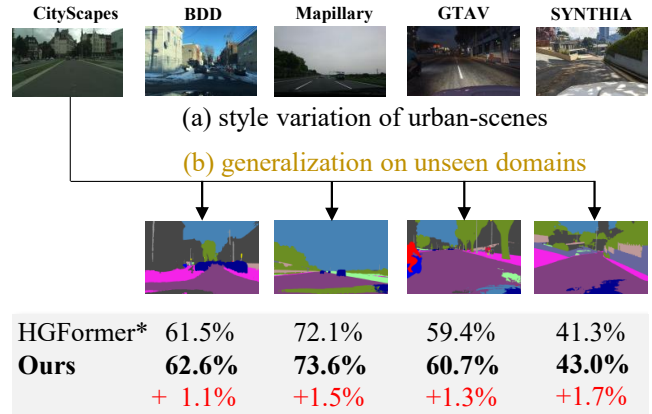 CityScapes BDD Mapillary GTAV SYNTHIA
(a) style variation of urban-scenes
(b) generalization on unseen domains
HGFormer* 61.5% 72.1% 59.4% 41.3%
Ours 62.6% 73.6% 60.7% 43.0%
+ 1.1% +1.5% +1.3% +1.7%